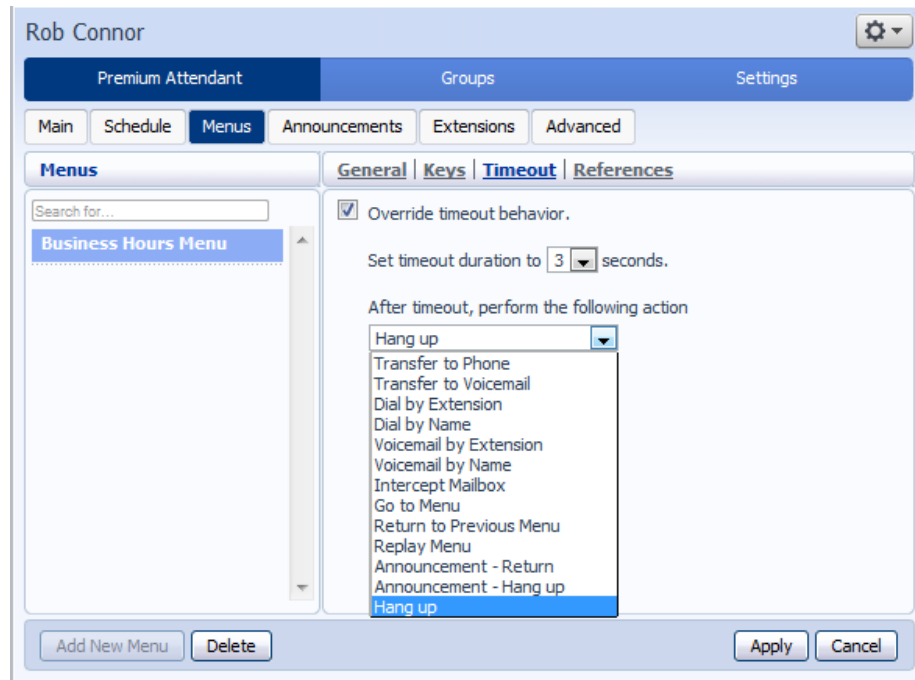 Rob Connor
Premium Attendant Groups Settings
Main Schedule Menus Announcements Extensions Advanced
Menus
General | Keys | Timeout | References
Search for...
Business Hours Menu
Override timeout behavior.
Set timeout duration to 3 seconds.
After timeout, perform the following action
Hang up
Transfer to Phone
Transfer to Voicemail
Dial by Extension
Dial by Name
Voicemail by Extension
Voicemail by Name
Intercept Mailbox
Go to Menu
Return to Previous Menu
Replay Menu
Announcement - Return
Announcement - Hang up
Hang up
Add New Menu Delete Apply Cancel